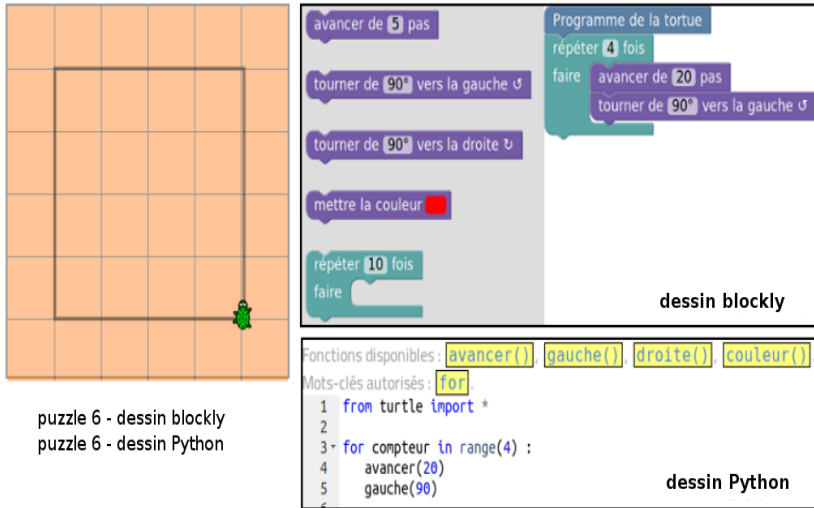 avancer de 5 pas
tourner de 90° vers la gauche ↺
tourner de 90° vers la droite ↻
mettre la couleur
répéter 10 fois
faire
Programme de la tortue
répéter 4 fois
faire avancer de 20 pas
tourner de 90° vers la gauche ↺
dessin blockly
puzzle 6 - dessin blockly
puzzle 6 - dessin Python
Fonctions disponibles : avancer(), gauche(), droite(), couleur().
Mots-clés autorisés : for.
1 from turtle import *
2
3 for compteur in range(4) :
4 avancer(20)
5 gauche(90)
6
dessin Python